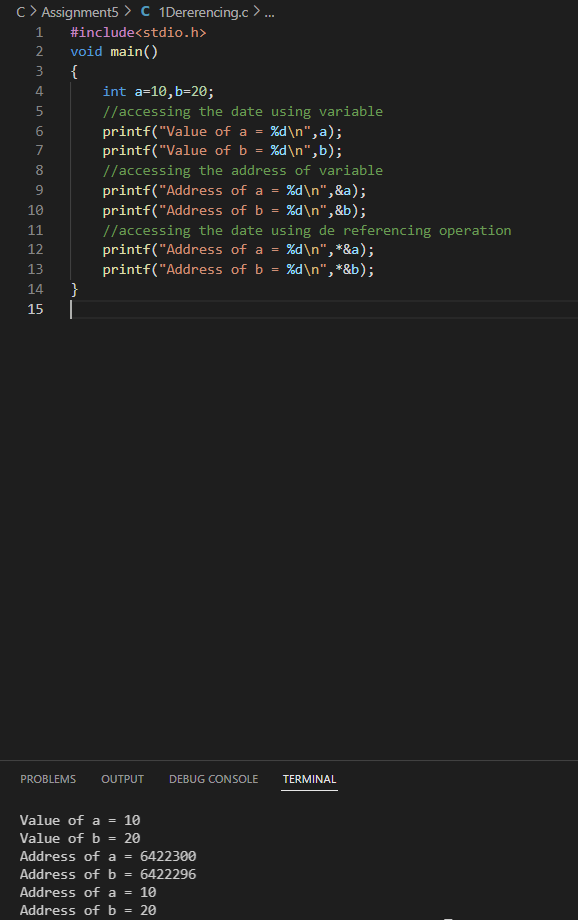 C > Assignment5 > C 1Dererencing.c > ...
1 #include<stdio.h>
2 void main()
3 {
4     int a=10,b=20;
5     //accessing the date using variable
6     printf("Value of a = %d\n",a);
7     printf("Value of b = %d\n",b);
8     //accessing the address of variable
9     printf("Address of a = %d\n",&a);
10     printf("Address of b = %d\n",&b);
11     //accessing the date using de referencing operation
12     printf("Address of a = %d\n",*&a);
13     printf("Address of b = %d\n",*&b);
14 }
15
PROBLEMS OUTPUT DEBUG CONSOLE TERMINAL
Value of a = 10
Value of b = 20
Address of a = 6422300
Address of b = 6422296
Address of a = 10
Address of b = 20